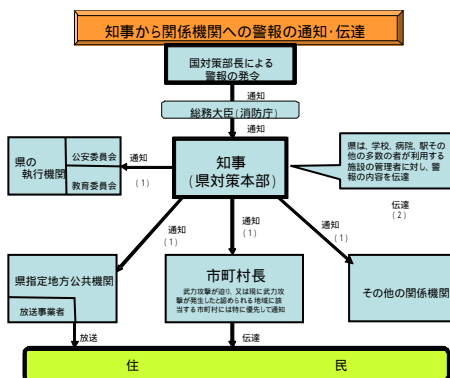 知事から関係機関への警報の通知・伝達
国対策部長による
警報の発令
通知
総務大臣(消防庁)
通知
県の
執行機関
公安委員会
教育委員会
通知
(1)
知事
(県対策本部)
県は、学校、病院、駅そ
の他の多数の者が利用する
施設の管理者に対し、警
報の内容を伝達
伝達
(2)
通知
(1)
通知
(1)
通知
(1)
県指定地方公共機関
放送事業者
市町村長
武力攻撃が迫り、又は現に武力攻
撃が発生したと認められる地域に該
当する市町村には特に優先して通知
その他の関係機関
放送
伝達
住 民